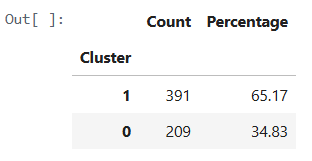 Out[ ]:
Count Percentage
Cluster
1 391 65.17
0 209 34.83